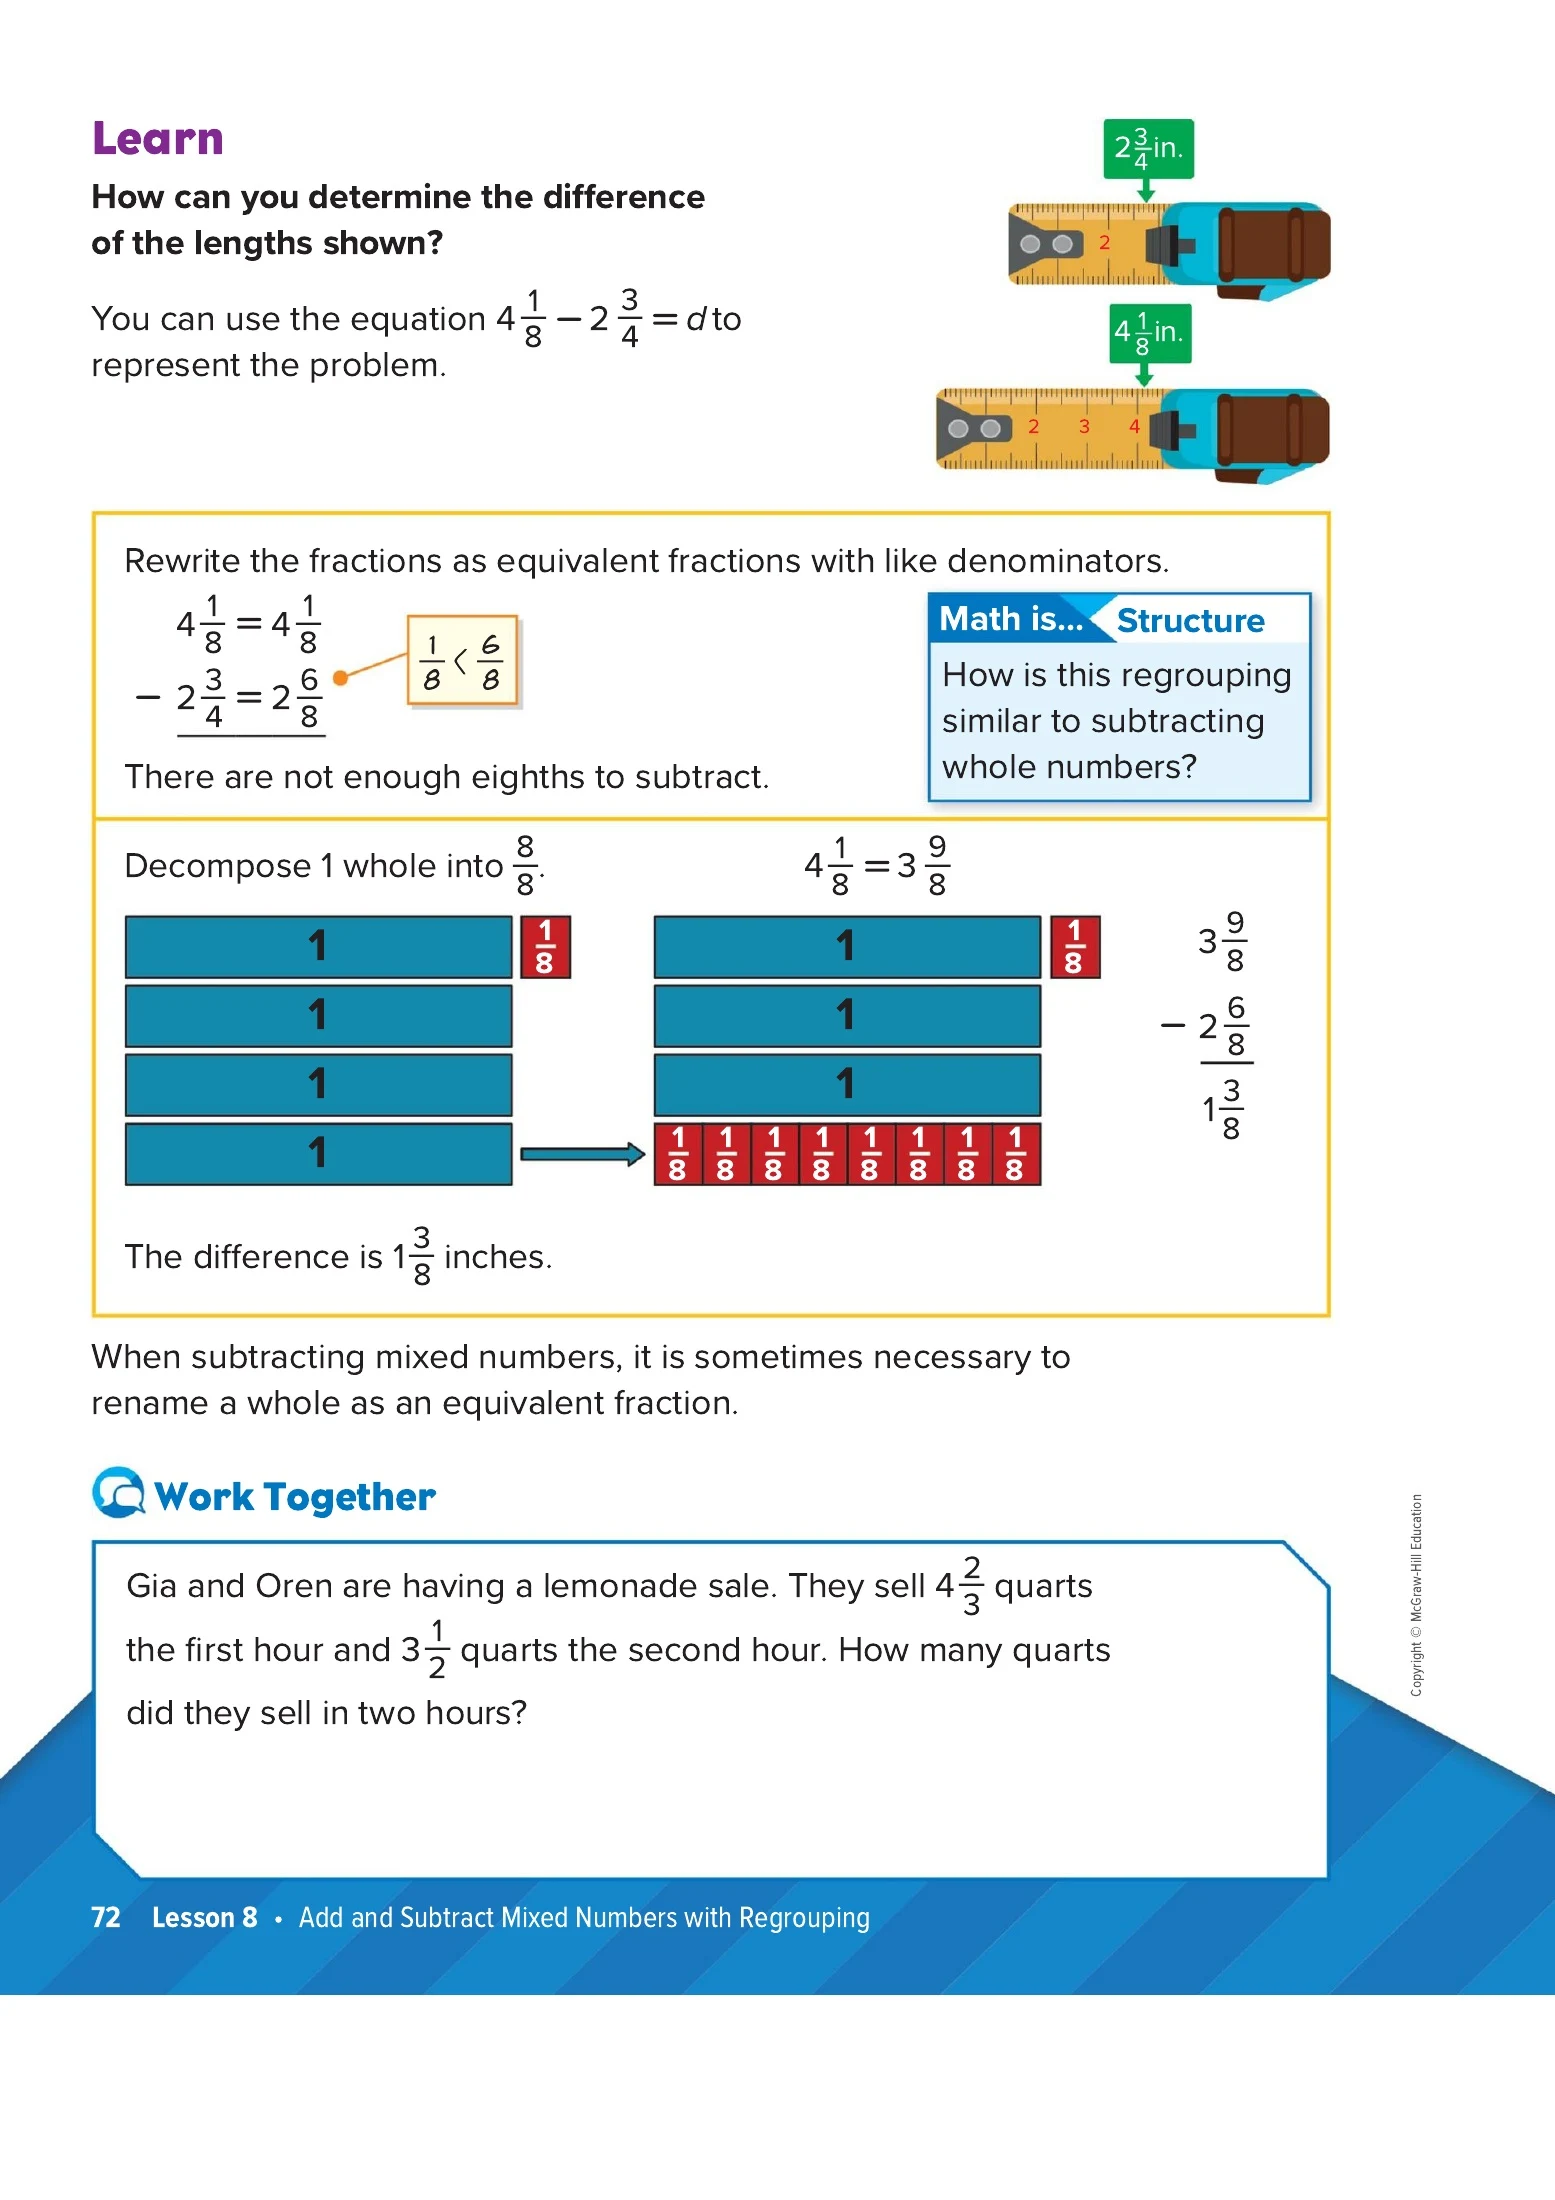 Learn
How can you determine the difference
of the lengths shown?
You can use the equation 4 1/8 − 2 3/4 = d to
represent the problem.
2 3/4 in.
2
4 1/8 in.
2 3 4
Rewrite the fractions as equivalent fractions with like denominators.
4 1/8 = 4 1/8
− 2 3/4 = 2 6/8
1/8 < 6/8
There are not enough eighths to subtract.
Math is... Structure
How is this regrouping
similar to subtracting
whole numbers?
Decompose 1 whole into 8/8.
4 1/8 = 3 9/8
1 1/8
1
1
1
1 1/8
1
1
1/8 1/8 1/8 1/8 1/8 1/8 1/8 1/8
3 9/8
− 2 6/8
1 3/8
The difference is 1 3/8 inches.
When subtracting mixed numbers, it is sometimes necessary to
rename a whole as an equivalent fraction.
Work Together
Gia and Oren are having a lemonade sale. They sell 4 2/3 quarts
the first hour and 3 1/2 quarts the second hour. How many quarts
did they sell in two hours?
Copyright © McGraw-Hill Education
72 Lesson 8 • Add and Subtract Mixed Numbers with Regrouping